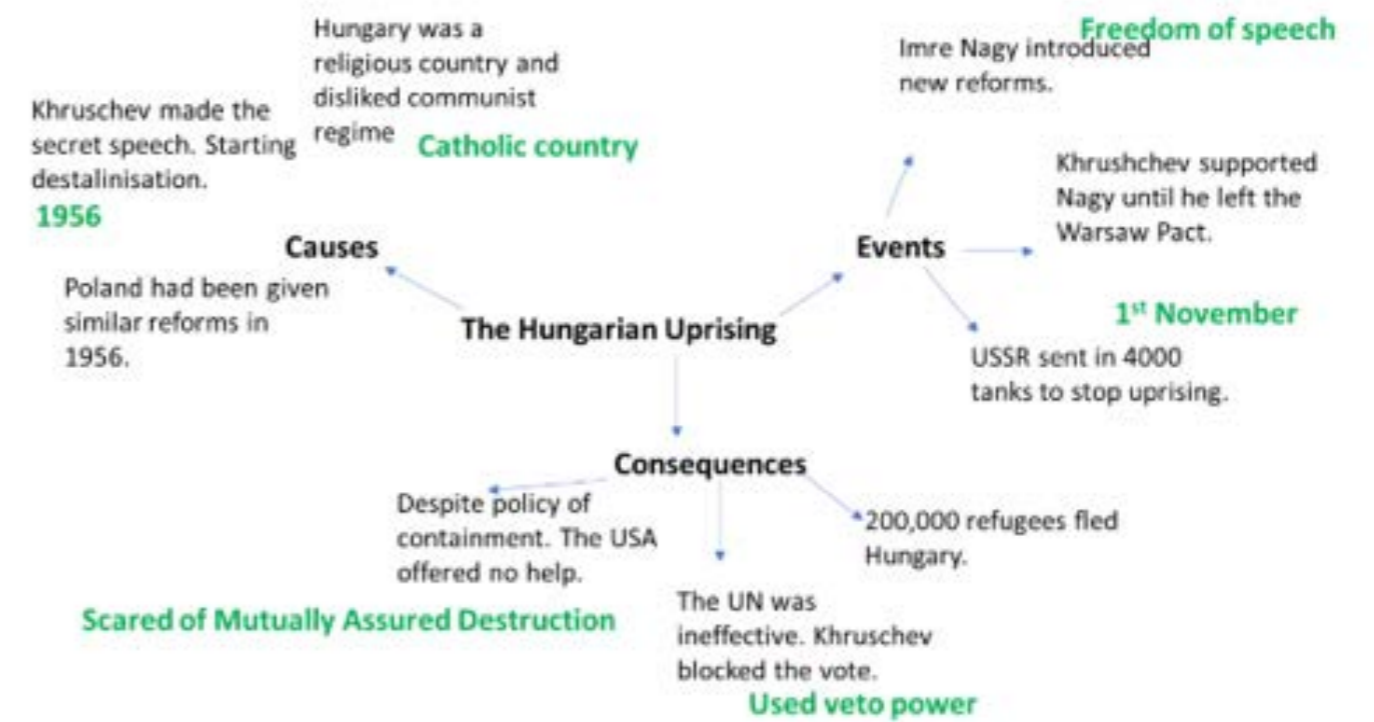 Hungary was a
religious country and
disliked communist
regime
Catholic country
Khruschev made the
secret speech. Starting
destalinisation.
1956
Causes
Poland had been given
similar reforms in
1956.
The Hungarian Uprising
Freedom of speech
Imre Nagy introduced
new reforms.
Khrushchev supported
Nagy until he left the
Warsaw Pact.
Events
1st November
USSR sent in 4000
tanks to stop uprising.
Consequences
Despite policy of
containment. The USA
offered no help.
Scared of Mutually Assured Destruction
The UN was
ineffective. Khruschev
blocked the vote.
Used veto power
200,000 refugees fled
Hungary.